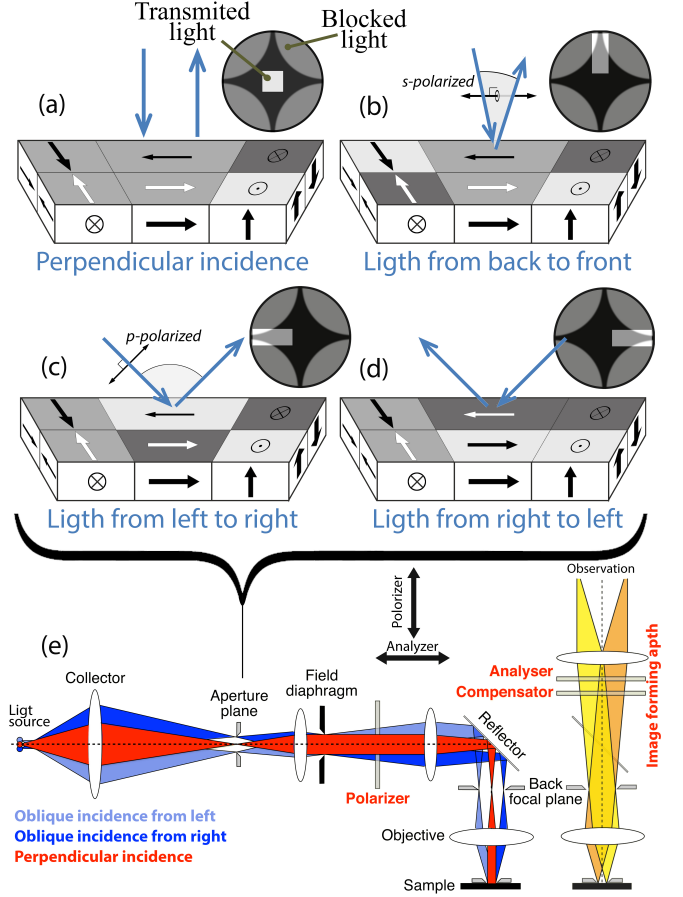 Transmited
light
Blocked
light
(a)
Perpendicular incidence
(b)
s-polarized
Ligth from back to front
(c)
p-polarized
Ligth from left to right
(d)
Ligth from right to left
(e)
Collector
Ligt
source
Aperture
plane
Field
diaphragm
Polorizer
Analyzer
Polarizer
Reflector
Observation
Analyser
Compensator
Image forming apth
Back
focal plane
Oblique incidence from left
Oblique incidence from right
Perpendicular incidence
Objective
Sample